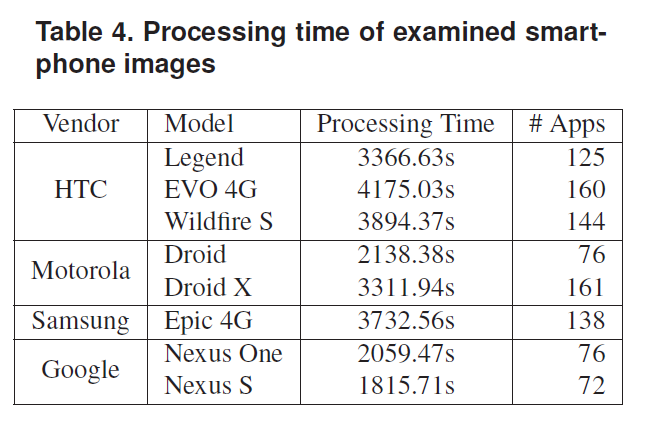 Table 4. Processing time of examined smart-
phone images
Vendor Model Processing Time # Apps
HTC Legend 3366.63s 125
EVO 4G 4175.03s 160
Wildfire S 3894.37s 144
Motorola Droid 2138.38s 76
Droid X 3311.94s 161
Samsung Epic 4G 3732.56s 138
Google Nexus One 2059.47s 76
Nexus S 1815.71s 72